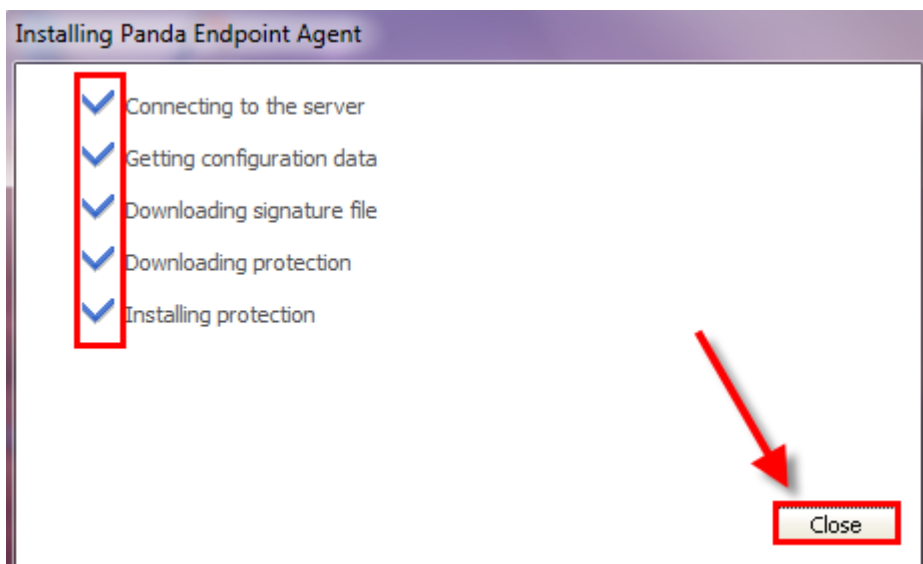 Installing Panda Endpoint Agent
Connecting to the server
Getting configuration data
Downloading signature file
Downloading protection
Installing protection
Close